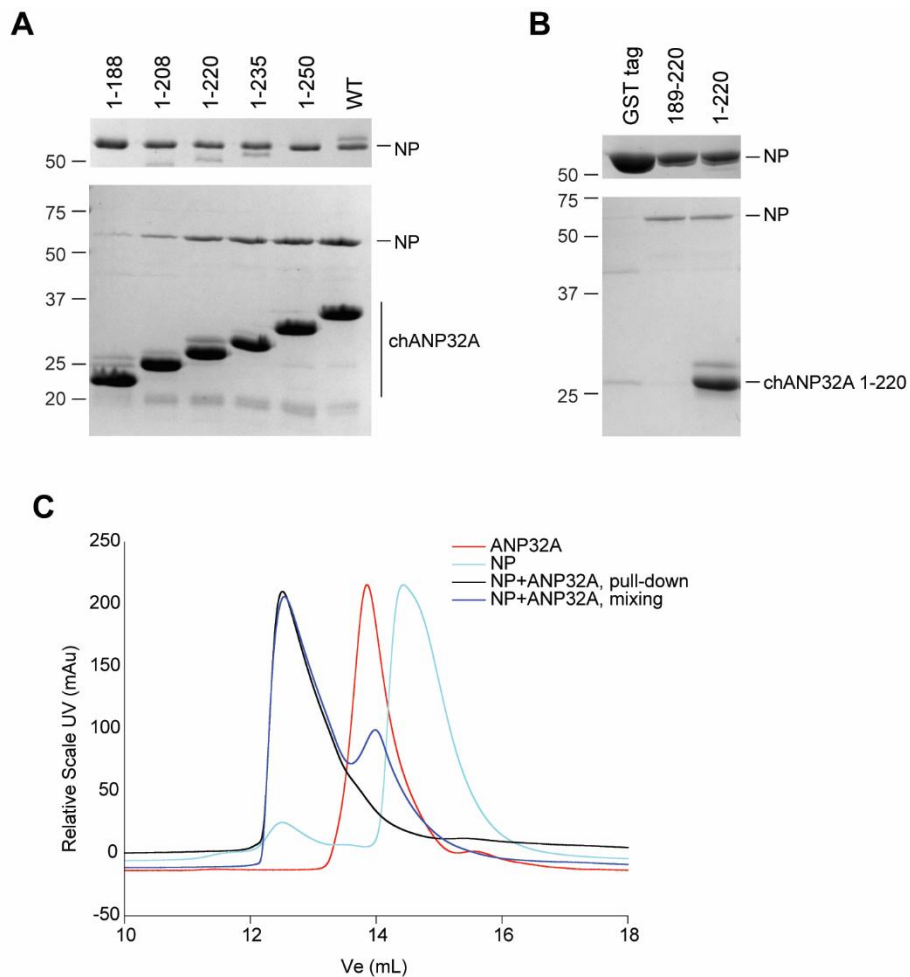 A
1-188
1-208
1-220
1-235
1-250
WT
50
NP
75
50
37
25
20
NP
chANP32A
B
GST tag
189-220
1-220
50
NP
75
50
37
25
NP
chANP32A 1-220
C
250
200
150
100
50
0
-50
Relative Scale UV (mAu)
ANP32A
NP
NP+ANP32A, pull-down
NP+ANP32A, mixing
10 12 14 16 18
Ve (mL)